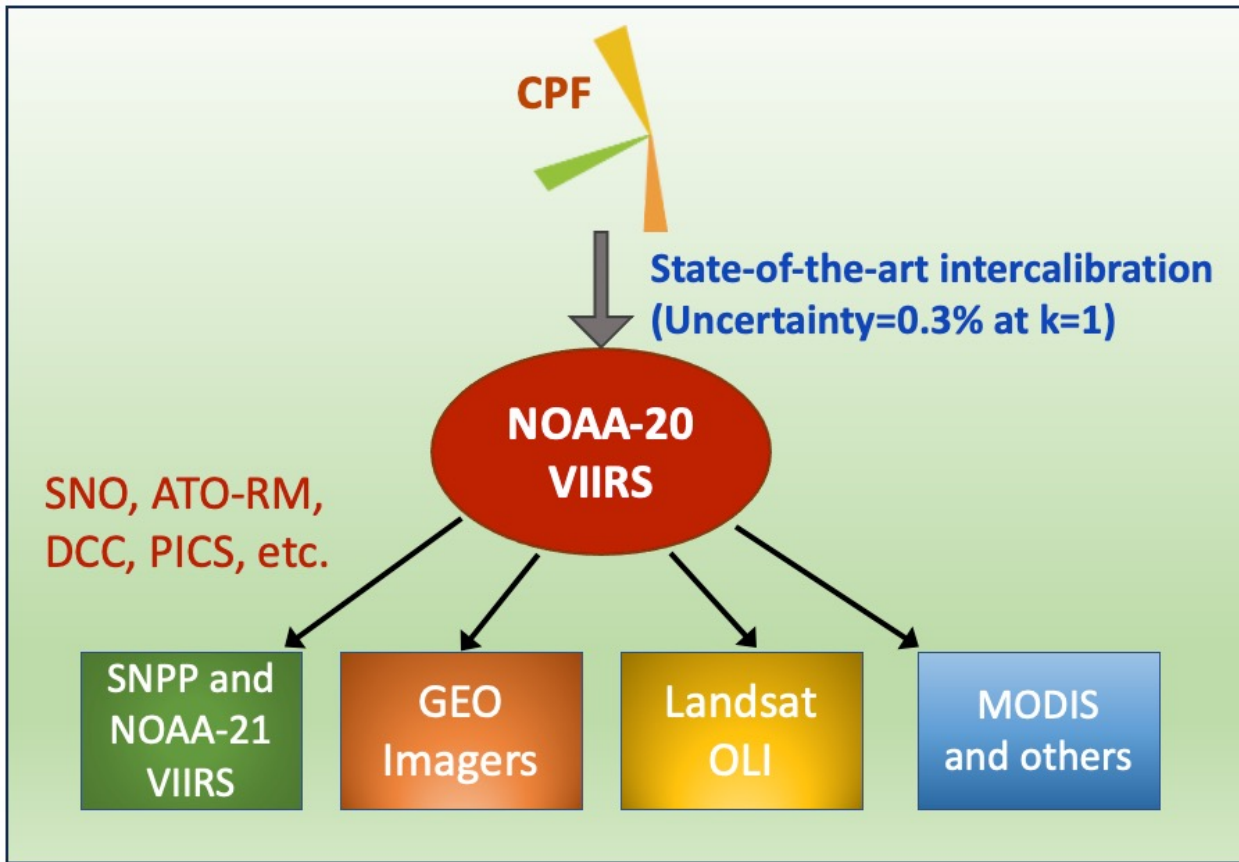 CPF
State-of-the-art intercalibration
(Uncertainty=0.3% at k=1)
NOAA-20
VIIRS
SNO, ATO-RM,
DCC, PICS, etc.
SNPP and
NOAA-21
VIIRS
GEO
Imagers
Landsat
OLI
MODIS
and others